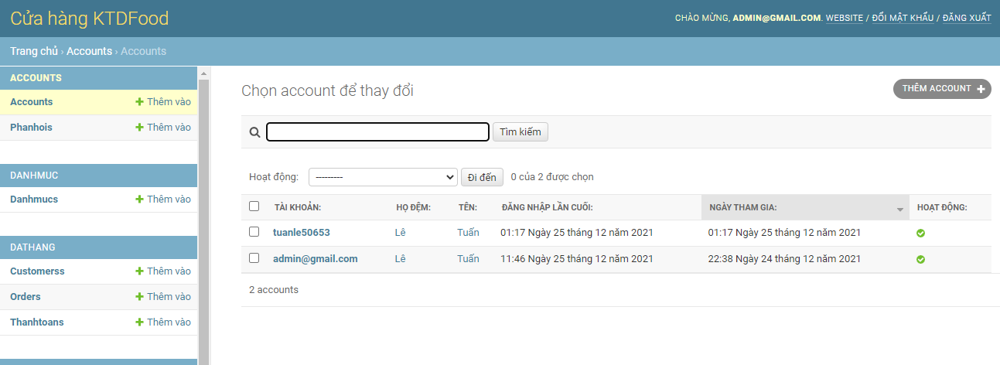 Cửa hàng KTDFood
CHÀO MỪNG, ADMIN@GMAIL.COM. WEBSITE / ĐỔI MẬT KHẨU / ĐĂNG XUẤT
Trang chủ › Accounts › Accounts
ACCOUNTS
Accounts Thêm vào
Phanhois Thêm vào
DANHMUC
Danhmucs Thêm vào
DATHANG
Customerss Thêm vào
Orders Thêm vào
Thanhtoans Thêm vào
Chọn account để thay đổi
THÊM ACCOUNT
Tìm kiếm
Hoạt động: --------- Đi đến 0 của 2 được chọn
TÀI KHOẢN: HỌ ĐỆM: TÊN: ĐĂNG NHẬP LẦN CUỐI: NGÀY THAM GIA: HOẠT ĐỘNG:
tuanle50653 Lê Tuấn 01:17 Ngày 25 tháng 12 năm 2021 01:17 Ngày 25 tháng 12 năm 2021
admin@gmail.com Lê Tuấn 11:46 Ngày 25 tháng 12 năm 2021 22:38 Ngày 24 tháng 12 năm 2021
2 accounts